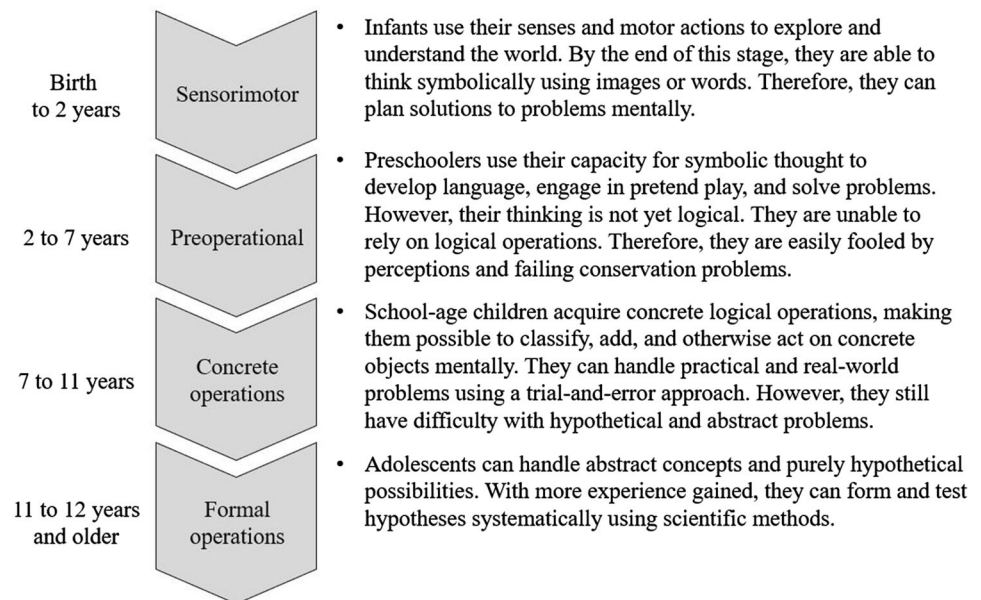 Birth
to 2 years
Sensorimotor
• Infants use their senses and motor actions to explore and
understand the world. By the end of this stage, they are able to
think symbolically using images or words. Therefore, they can
plan solutions to problems mentally.
2 to 7 years
Preoperational
• Preschoolers use their capacity for symbolic thought to
develop language, engage in pretend play, and solve problems.
However, their thinking is not yet logical. They are unable to
rely on logical operations. Therefore, they are easily fooled by
perceptions and failing conservation problems.
7 to 11 years
Concrete
operations
• School-age children acquire concrete logical operations, making
them possible to classify, add, and otherwise act on concrete
objects mentally. They can handle practical and real-world
problems using a trial-and-error approach. However, they still
have difficulty with hypothetical and abstract problems.
11 to 12 years
and older
Formal
operations
• Adolescents can handle abstract concepts and purely hypothetical
possibilities. With more experience gained, they can form and test
hypotheses systematically using scientific methods.